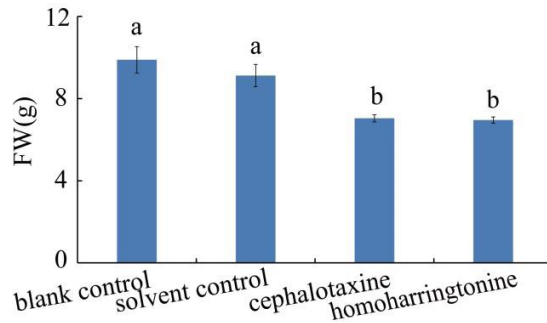 12
a
a
b
b
8
4
0
FW(g)
blank control
solvent control
cephalotaxine
homoharringtonine